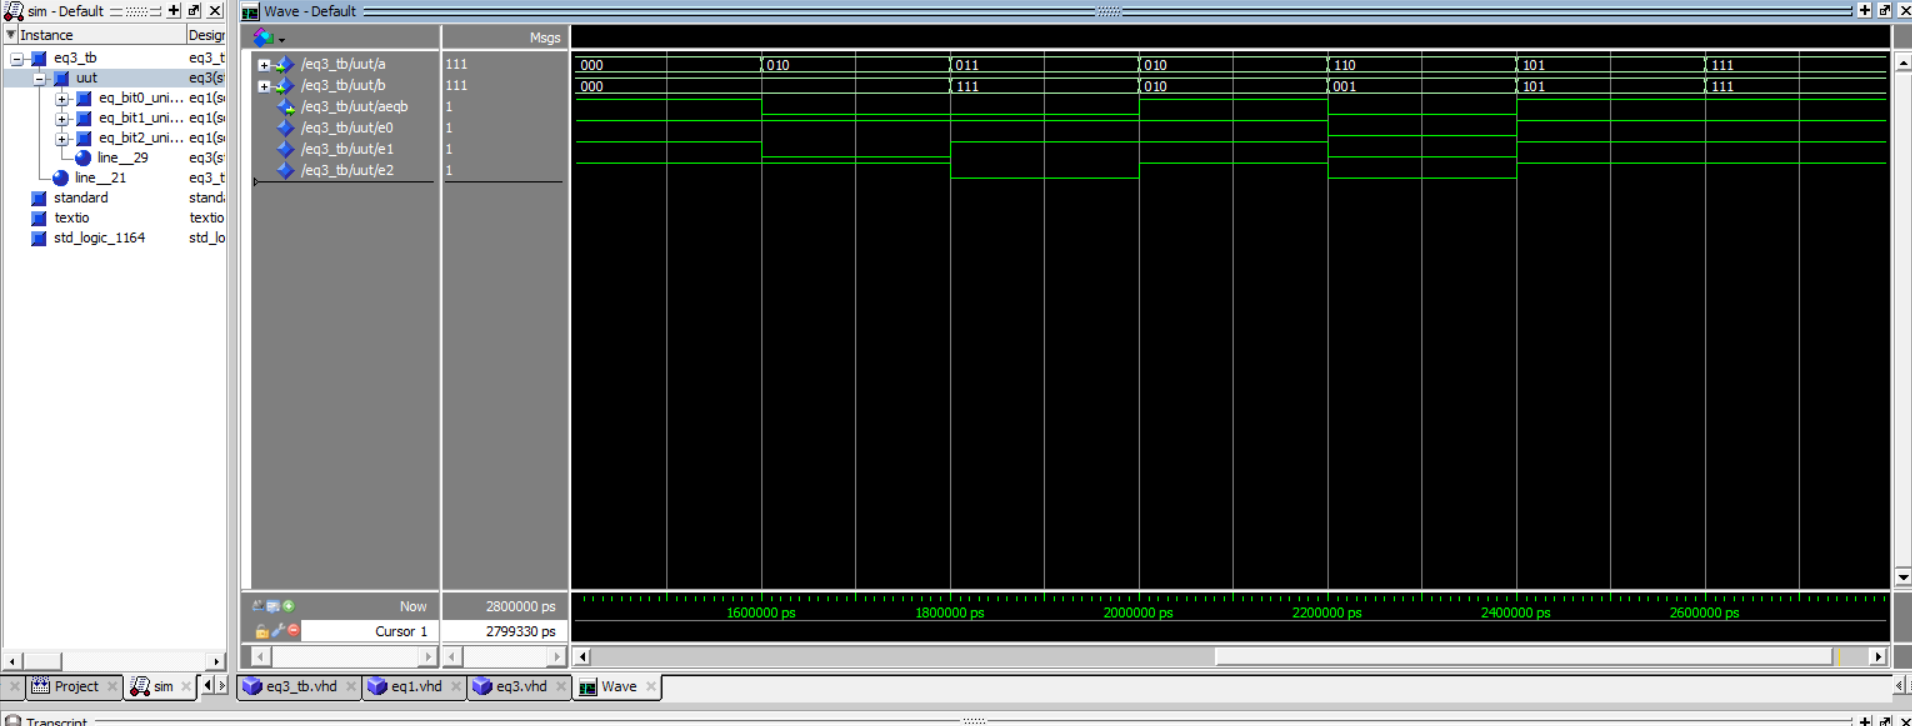 sim - Default
Wave - Default
Instance Desigr
Msgs
eq3_tb eq3_t
uut eq3(s
eq_bit0_uni... eq1(s
eq_bit1_uni... eq1(s
eq_bit2_uni... eq1(s
line__29 eq3(s
line__21 eq3_t
standard stand
textio textio
std_logic_1164 std_lo
/eq3_tb/uut/a 111 000 010 011 010 110 101 111
/eq3_tb/uut/b 111 000 111 010 001 101 111
/eq3_tb/uut/aeqb 1
/eq3_tb/uut/e0 1
/eq3_tb/uut/e1 1
/eq3_tb/uut/e2 1
Now 2800000 ps
1600000 ps 1800000 ps 2000000 ps 2200000 ps 2400000 ps 2600000 ps
Cursor 1 2799330 ps
Project sim
eq3_tb.vhd eq1.vhd eq3.vhd Wave
Transcript